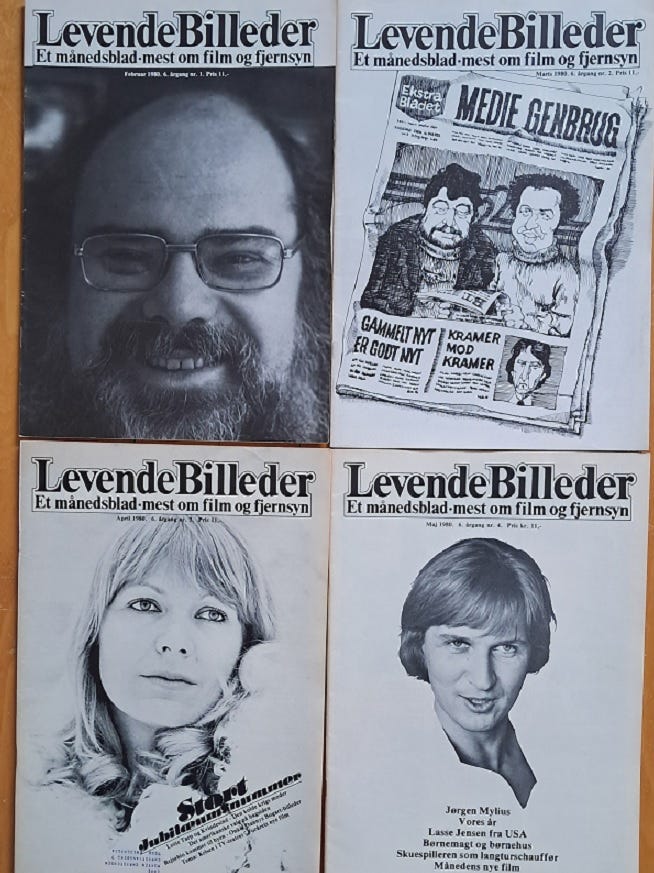 LevendeBilleder
Et månedsblad·mest om film og fjernsyn
Februar 1980. 6. årgang nr. 1. Pris 11,-
LevendeBilleder
Et månedsblad·mest om film og fjernsyn
Marts 1980. 6. årgang nr. 2. Pris 11,-
Ekstra
Bladet
MEDIE GENBRUG
GAMMELT NYT
ER GODT NYT
KRAMER
MOD
KRAMER
LevendeBilleder
Et månedsblad·mest om film og fjernsyn
April 1980. 6. årgang nr. 3. Pris 11,-
Stort
Jubilæumsnummer
LevendeBilleder
Et månedsblad·mest om film og fjernsyn
Maj 1980. 6. årgang nr. 4. Pris kr. 11,-
Jørgen Mylius
Vores år
Lasse Jensen fra USA
Børnemagt og børnehus
Skuespilleren som langturschauffør
Månedens nye film